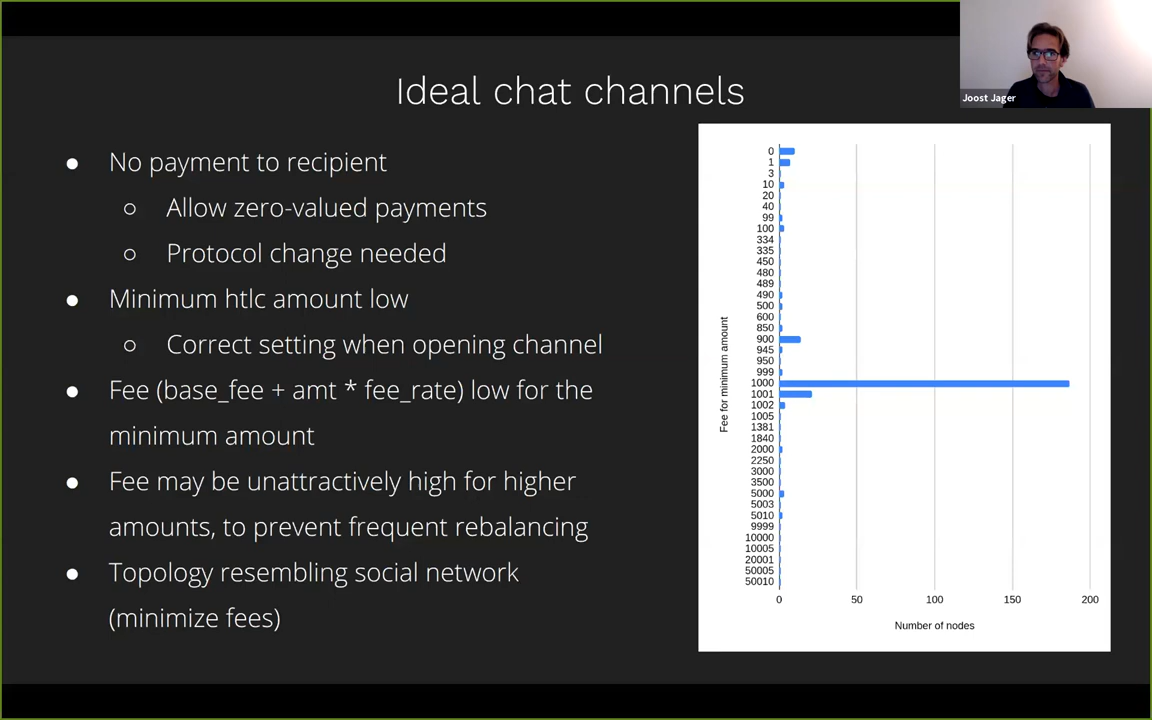 Ideal chat channels
Joost Jager
● No payment to recipient
○ Allow zero-valued payments
○ Protocol change needed
● Minimum htlc amount low
○ Correct setting when opening channel
● Fee (base_fee + amt * fee_rate) low for the
minimum amount
● Fee may be unattractively high for higher
amounts, to prevent frequent rebalancing
● Topology resembling social network
(minimize fees)
Fee for minimum amount
0
1
3
10
20
40
99
100
334
335
450
480
489
490
500
600
850
900
945
950
999
1000
1001
1002
1005
1381
1840
2000
2250
3000
3500
5000
5003
5010
9999
10000
10005
20001
50005
50010
0 50 100 150 200
Number of nodes